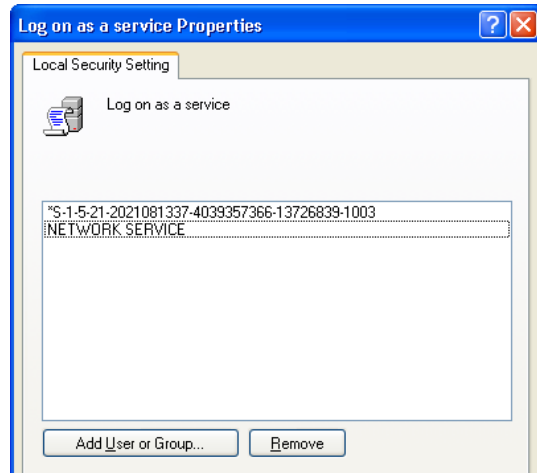 Log on as a service Properties
Local Security Setting
Log on as a service
*S-1-5-21-2021081337-4039357366-13726839-1003
NETWORK SERVICE
Add User or Group...
Remove